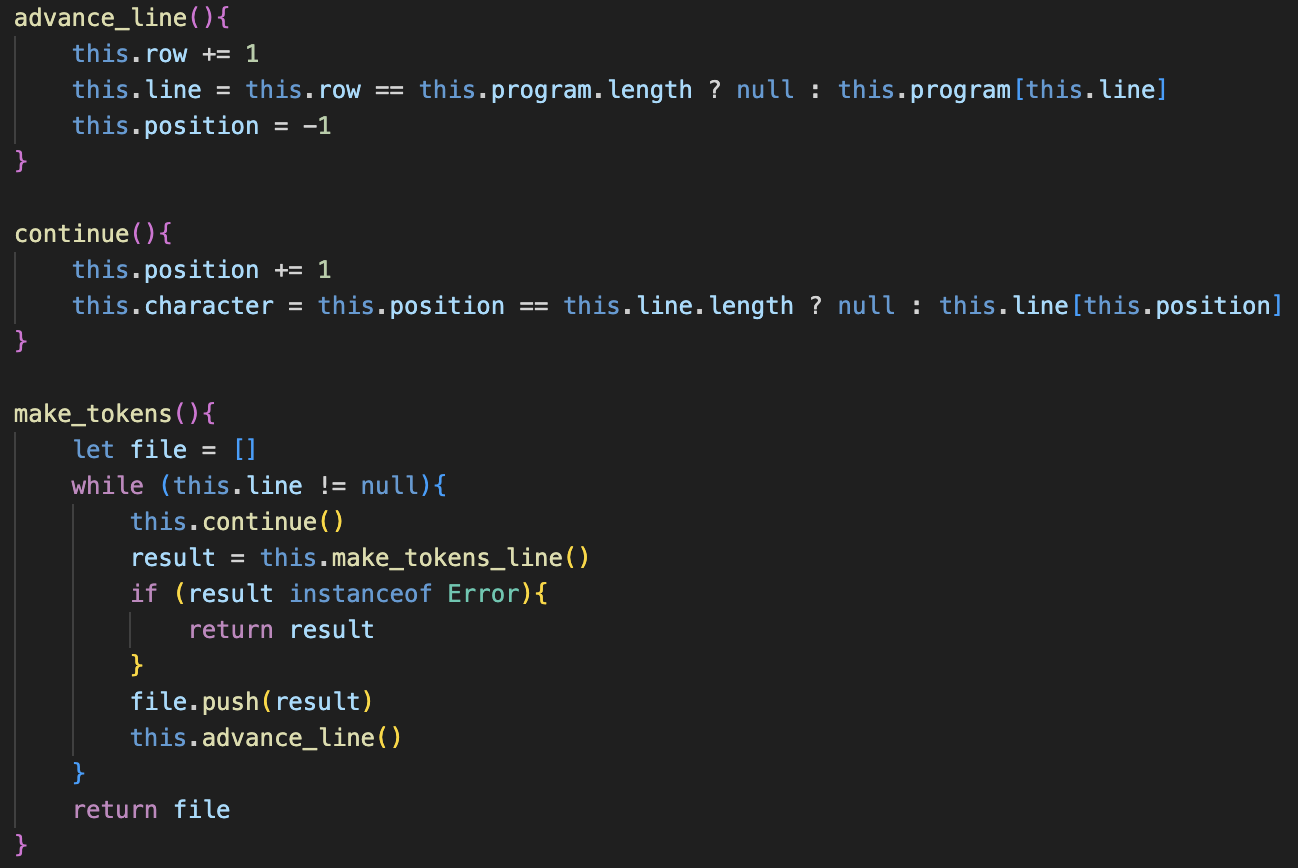 advance_line(){
    this.row += 1
    this.line = this.row == this.program.length ? null : this.program[this.line]
    this.position = -1
}

continue(){
    this.position += 1
    this.character = this.position == this.line.length ? null : this.line[this.position]
}

make_tokens(){
    let file = []
    while (this.line != null){
        this.continue()
        result = this.make_tokens_line()
        if (result instanceof Error){
            return result
        }
        file.push(result)
        this.advance_line()
    }
    return file
}